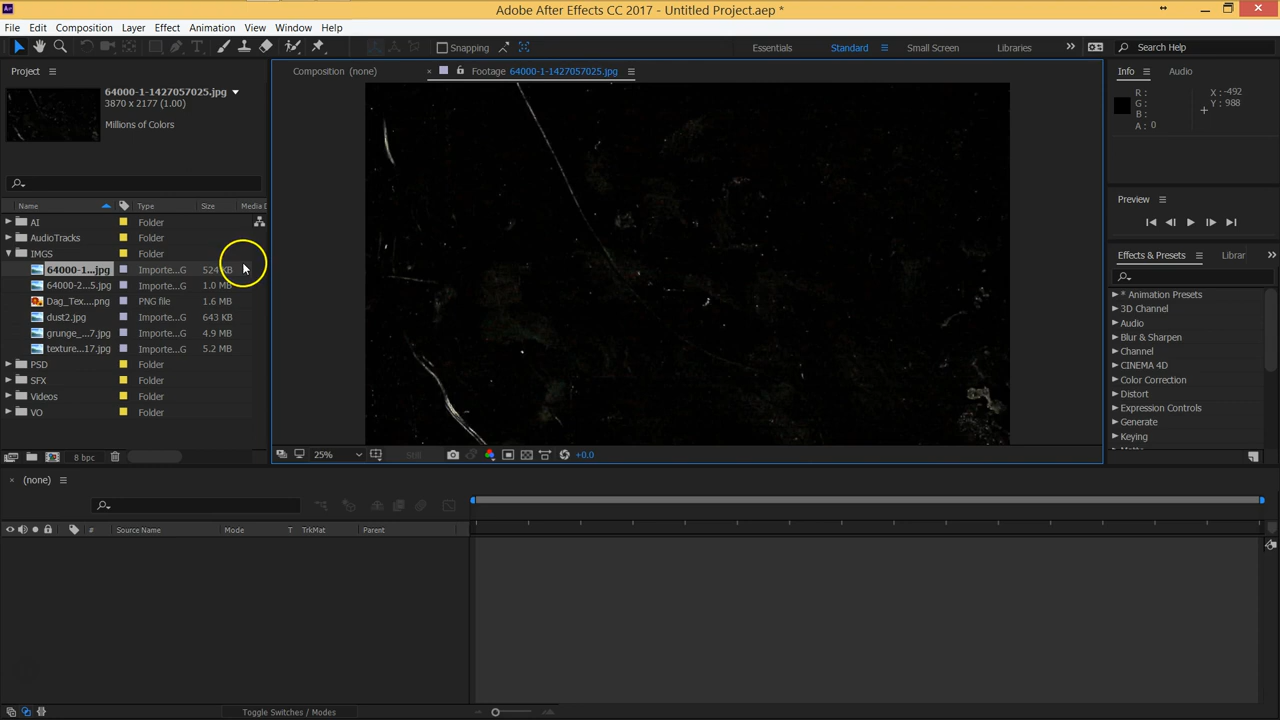 Adobe After Effects CC 2017 - Untitled Project.aep *
File Edit Composition Layer Effect Animation View Window Help
Snapping Essentials Standard Small Screen Libraries Search Help
Project
Composition (none)
Footage 64000-1-1427057025.jpg
Info Audio
64000-1-1427057025.jpg
3870 x 2177 (1.00)
Millions of Colors
R: X: -492
G: Y: 988
B:
A: 0
Preview
Name Type Size Media D
AI Folder
AudioTracks Folder
IMGS Folder
64000-1...jpg Importe...G 524 KB
64000-2...5.jpg Importe...G 1.0 MB
Dag_Tex....png PNG file 1.6 MB
dust2.jpg Importe...G 643 KB
grunge_...7.jpg Importe...G 4.9 MB
texture...17.jpg Importe...G 5.2 MB
PSD Folder
SFX Folder
Videos Folder
VO Folder
Effects & Presets Librar
* Animation Presets
3D Channel
Audio
Blur & Sharpen
Channel
CINEMA 4D
Color Correction
Distort
Expression Controls
Generate
Keying
8 bpc
25% +0.0
(none)
# Source Name Mode T TrkMat Parent
Toggle Switches / Modes